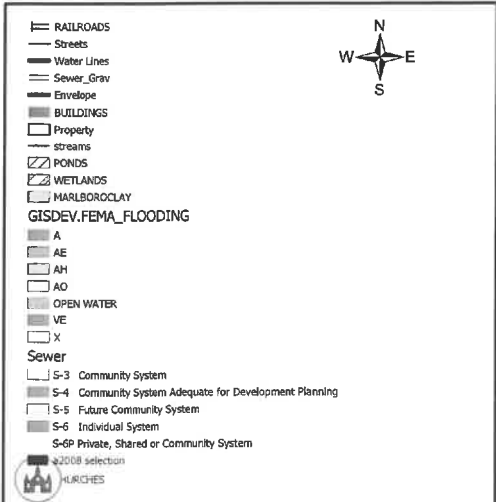 N
W E
S
RAILROADS
Streets
Water Lines
Sewer_Grav
Envelope
BUILDINGS
Property
streams
PONDS
WETLANDS
MARLBOROCLAY
GISDEV.FEMA_FLOODING
A
AE
AH
AO
OPEN WATER
VE
X
Sewer
S-3 Community System
S-4 Community System Adequate for Development Planning
S-5 Future Community System
S-6 Individual System
S-6P Private, Shared or Community System
a2008 selection
HURCHES